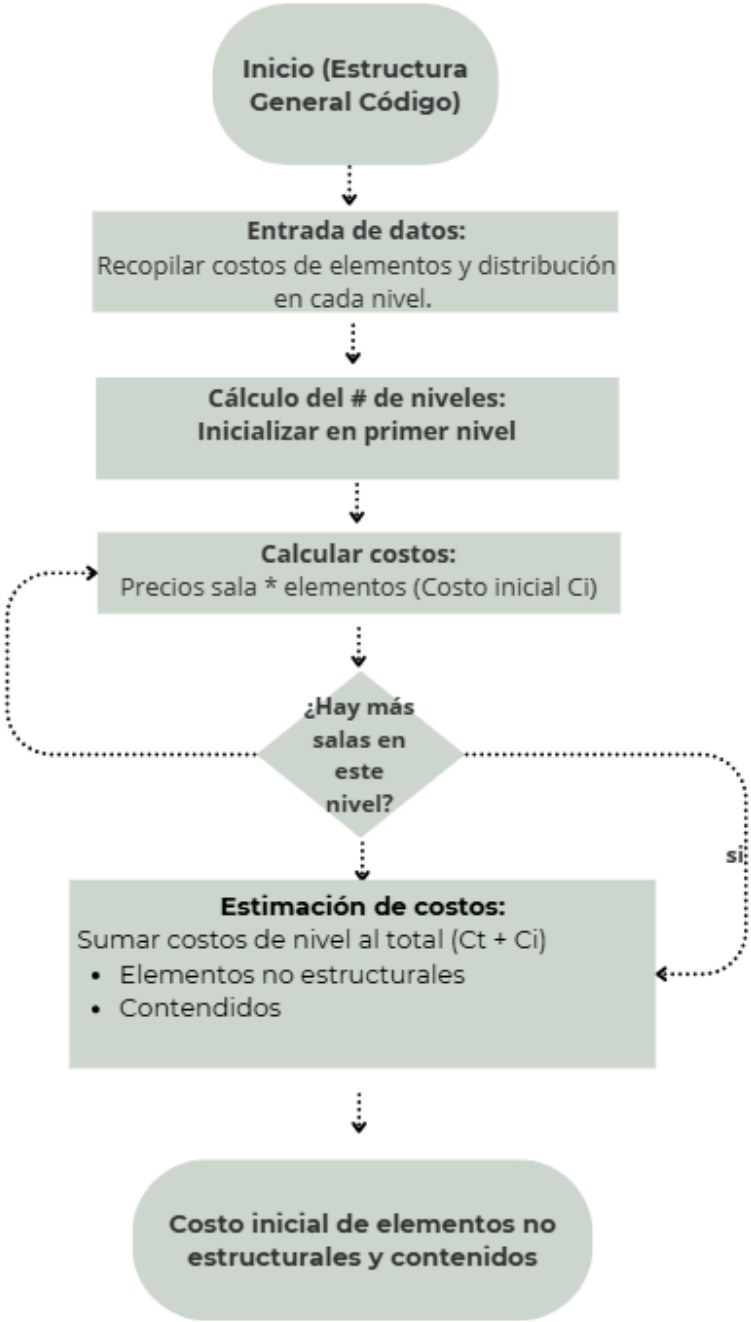 Inicio (Estructura
General Código)
Entrada de datos:
Recopilar costos de elementos y distribución
en cada nivel.
Cálculo del # de niveles:
Inicializar en primer nivel
Calcular costos:
Precios sala * elementos (Costo inicial Ci)
¿Hay más
salas en
este
nivel?
si
Estimación de costos:
Sumar costos de nivel al total (Ct + Ci)
• Elementos no estructurales
• Contendidos
Costo inicial de elementos no
estructurales y contenidos